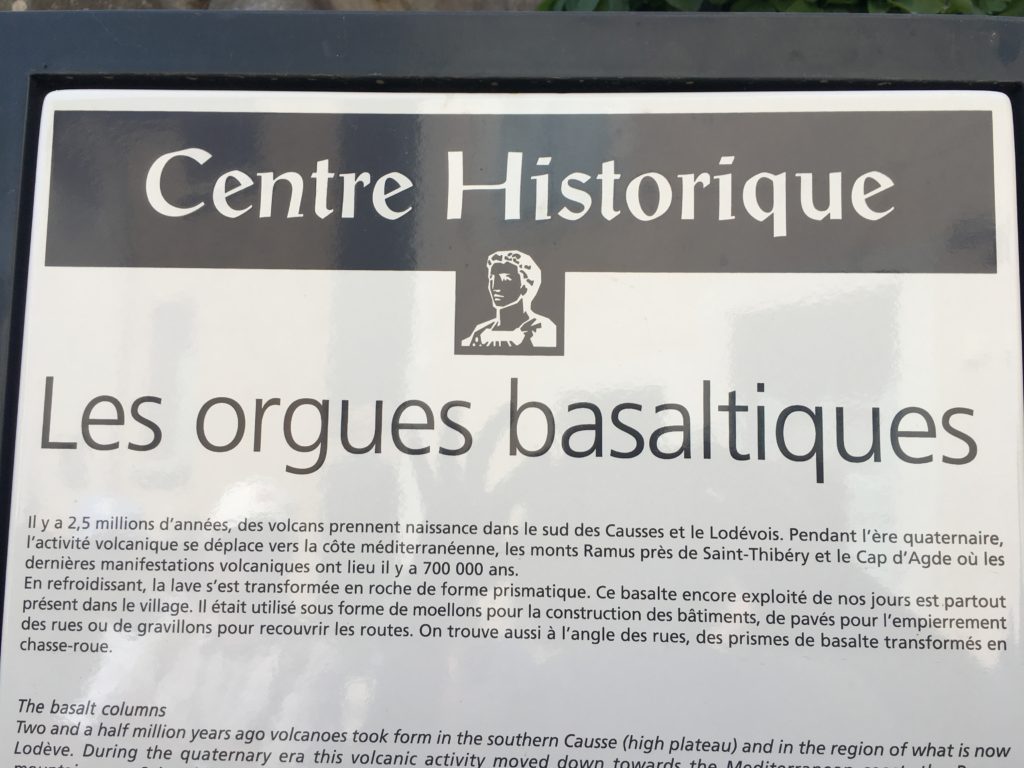 Centre Historique
Les orgues basaltiques
Il y a 2,5 millions d'années, des volcans prennent naissance dans le sud des Causses et le Lodévois. Pendant l'ère quaternaire,
l'activité volcanique se déplace vers la côte méditerranéenne, les monts Ramus près de Saint-Thibéry et le Cap d'Agde où les
dernières manifestations volcaniques ont lieu il y a 700 000 ans.
En refroidissant, la lave s'est transformée en roche de forme prismatique. Ce basalte encore exploité de nos jours est partout
présent dans le village. Il était utilisé sous forme de moellons pour la construction des bâtiments, de pavés pour l'empierrement
des rues ou de gravillons pour recouvrir les routes. On trouve aussi à l'angle des rues, des prismes de basalte transformés en
chasse-roue.
The basalt columns
Two and a half million years ago volcanoes took form in the southern Causse (high plateau) and in the region of what is now
Lodève. During the quaternary era this volcanic activity moved down towards the Mediterranean